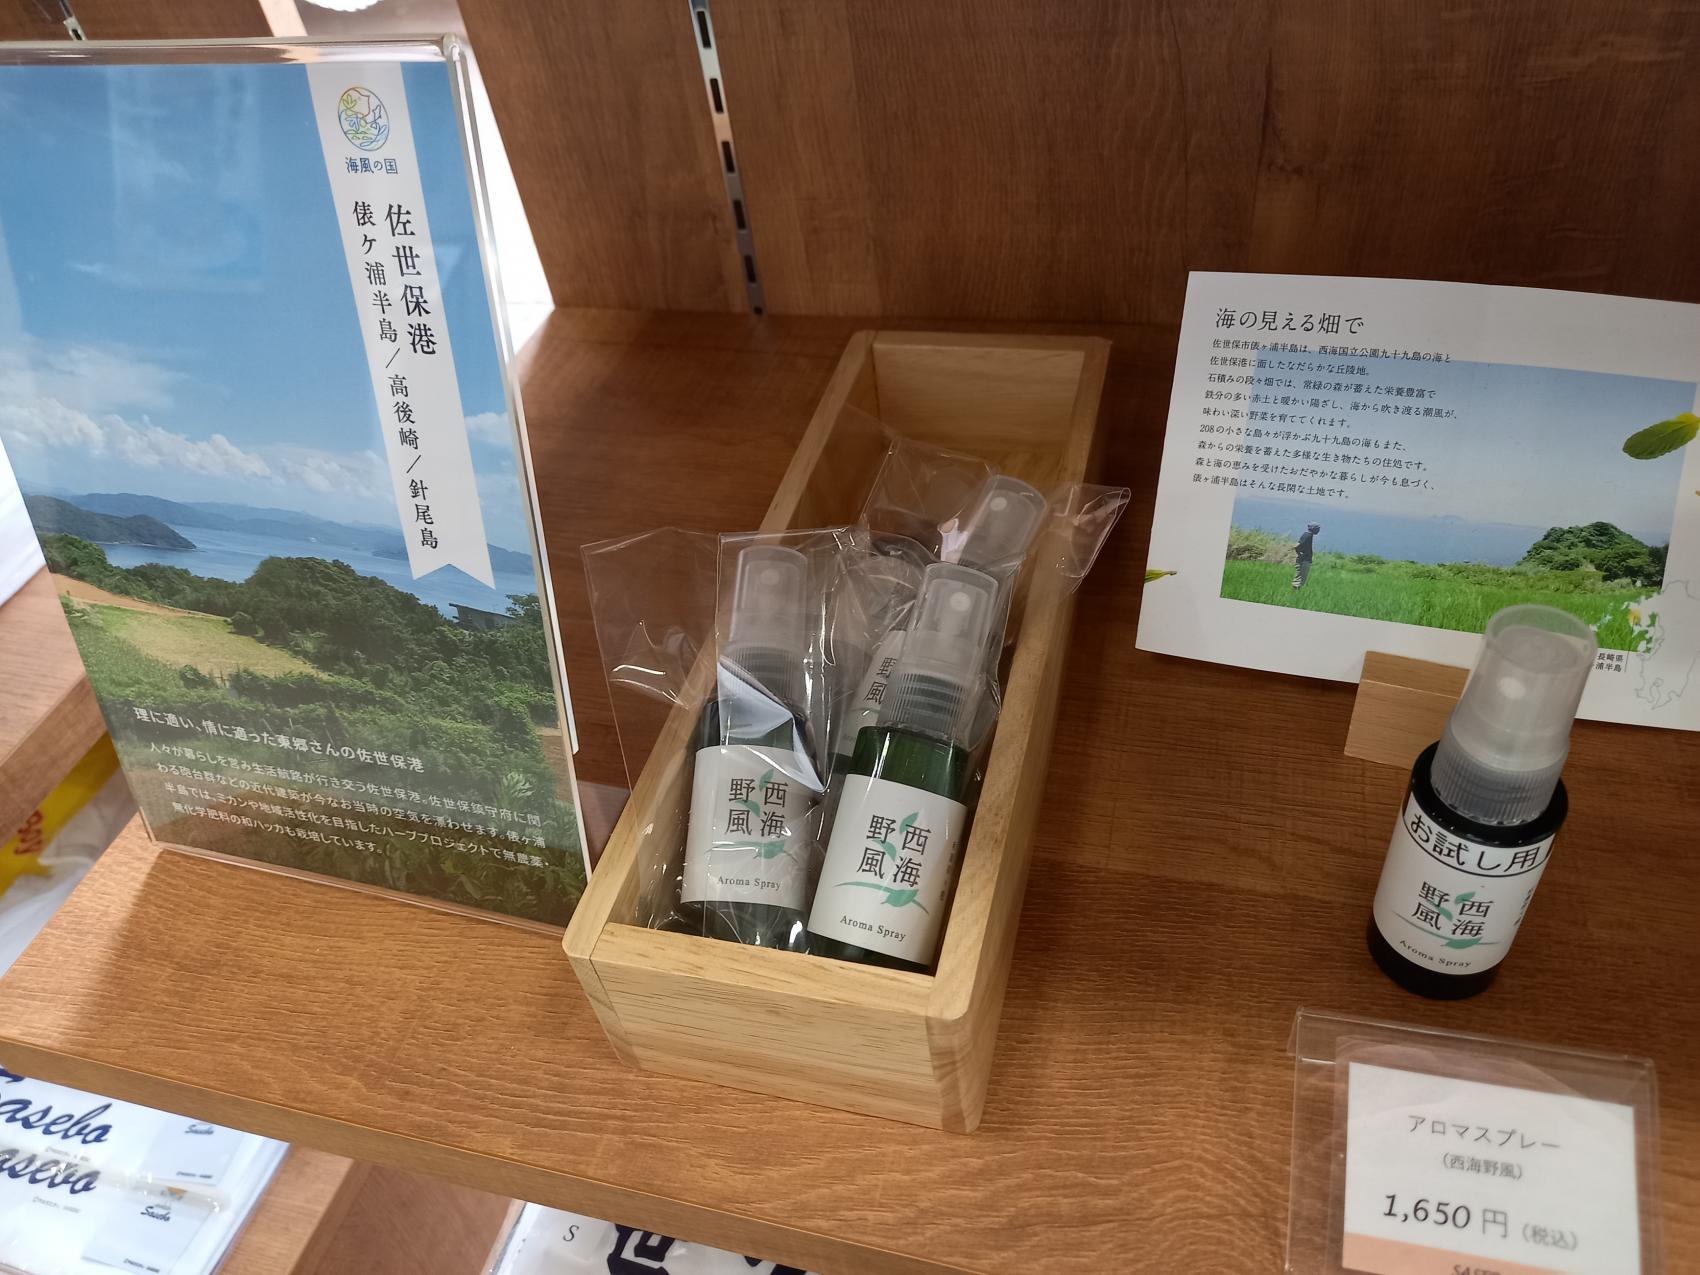 海風の国
佐世保港
俵ケ浦半島／高後崎／針尾島
理に適い、情に適った東郷さんの佐世保港
人々が暮らしを営み生活航路が行き交う佐世保港。佐世保鎮守府に関
わる砲台群などの近代建築が今なお当時の空気を漂わせます。俵ヶ浦
半島では、ミカンや地域活性化を目指したハーブプロジェクトで無農薬・
無化学肥料の和ハッカも栽培しています。
海の見える畑で
佐世保市俵ヶ浦半島は、西海国立公園九十九島の海と
佐世保港に面したなだらかな丘陵地。
石積みの段々畑では、常緑の森が蓄えた栄養豊富で
鉄分の多い赤土と暖かい陽ざし、海から吹き渡る潮風が、
味わい深い野菜を育ててくれます。
208の小さな島々が浮かぶ九十九島の海もまた、
森からの栄養を蓄えた多様な生き物たちの住処です。
森と海の恵みを受けたおだやかな暮らしが今も息づく、
俵ヶ浦半島はそんな長閑な土地です。
長崎県
浦半島
野風
西海
野風
Aroma Spray
西海
野風
Aroma Spray
お試し用
西海
野風
Aroma Spray
アロマスプレー
（西海野風）
1,650円（税込）
Sasebo
Sasebo
S